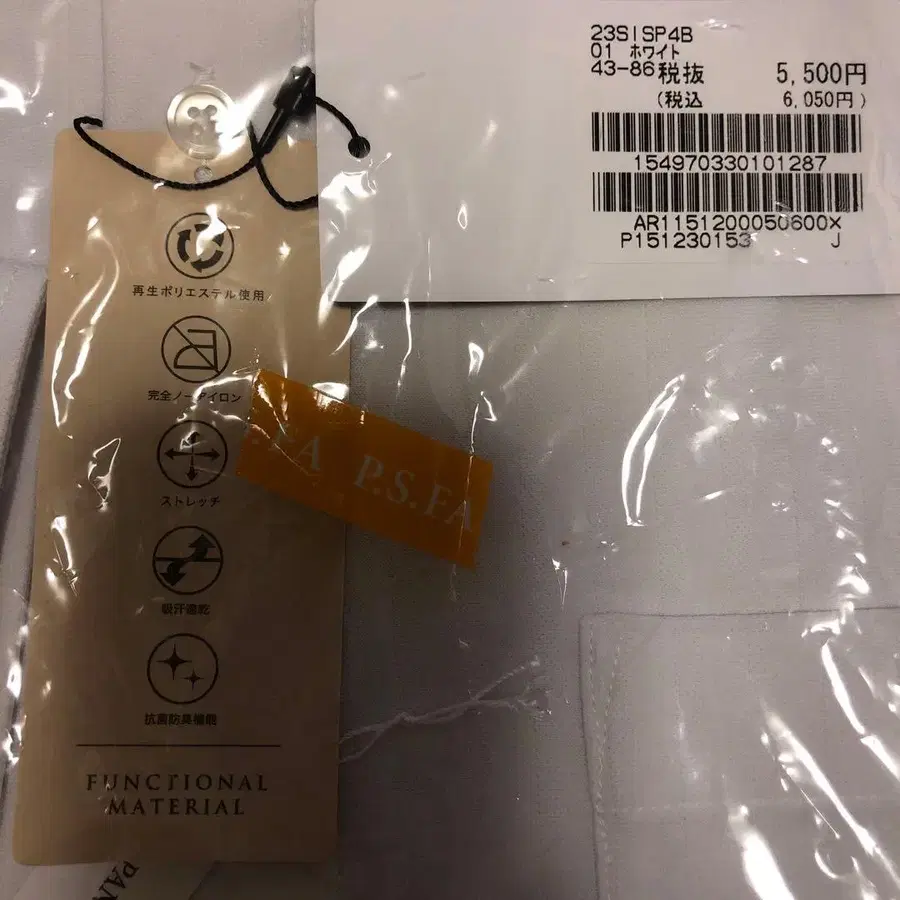 23SISP4B
01 ホワイト
43-86 税抜 5,500円
(税込 6,050円)
154970330101287
AR1151200050600X
P151230153 J
再生ポリエステル使用
完全ノーアイロン
ストレッチ
吸汗速乾
抗菌防臭機能
FUNCTIONAL
MATERIAL
FA P.S.FA
PAN